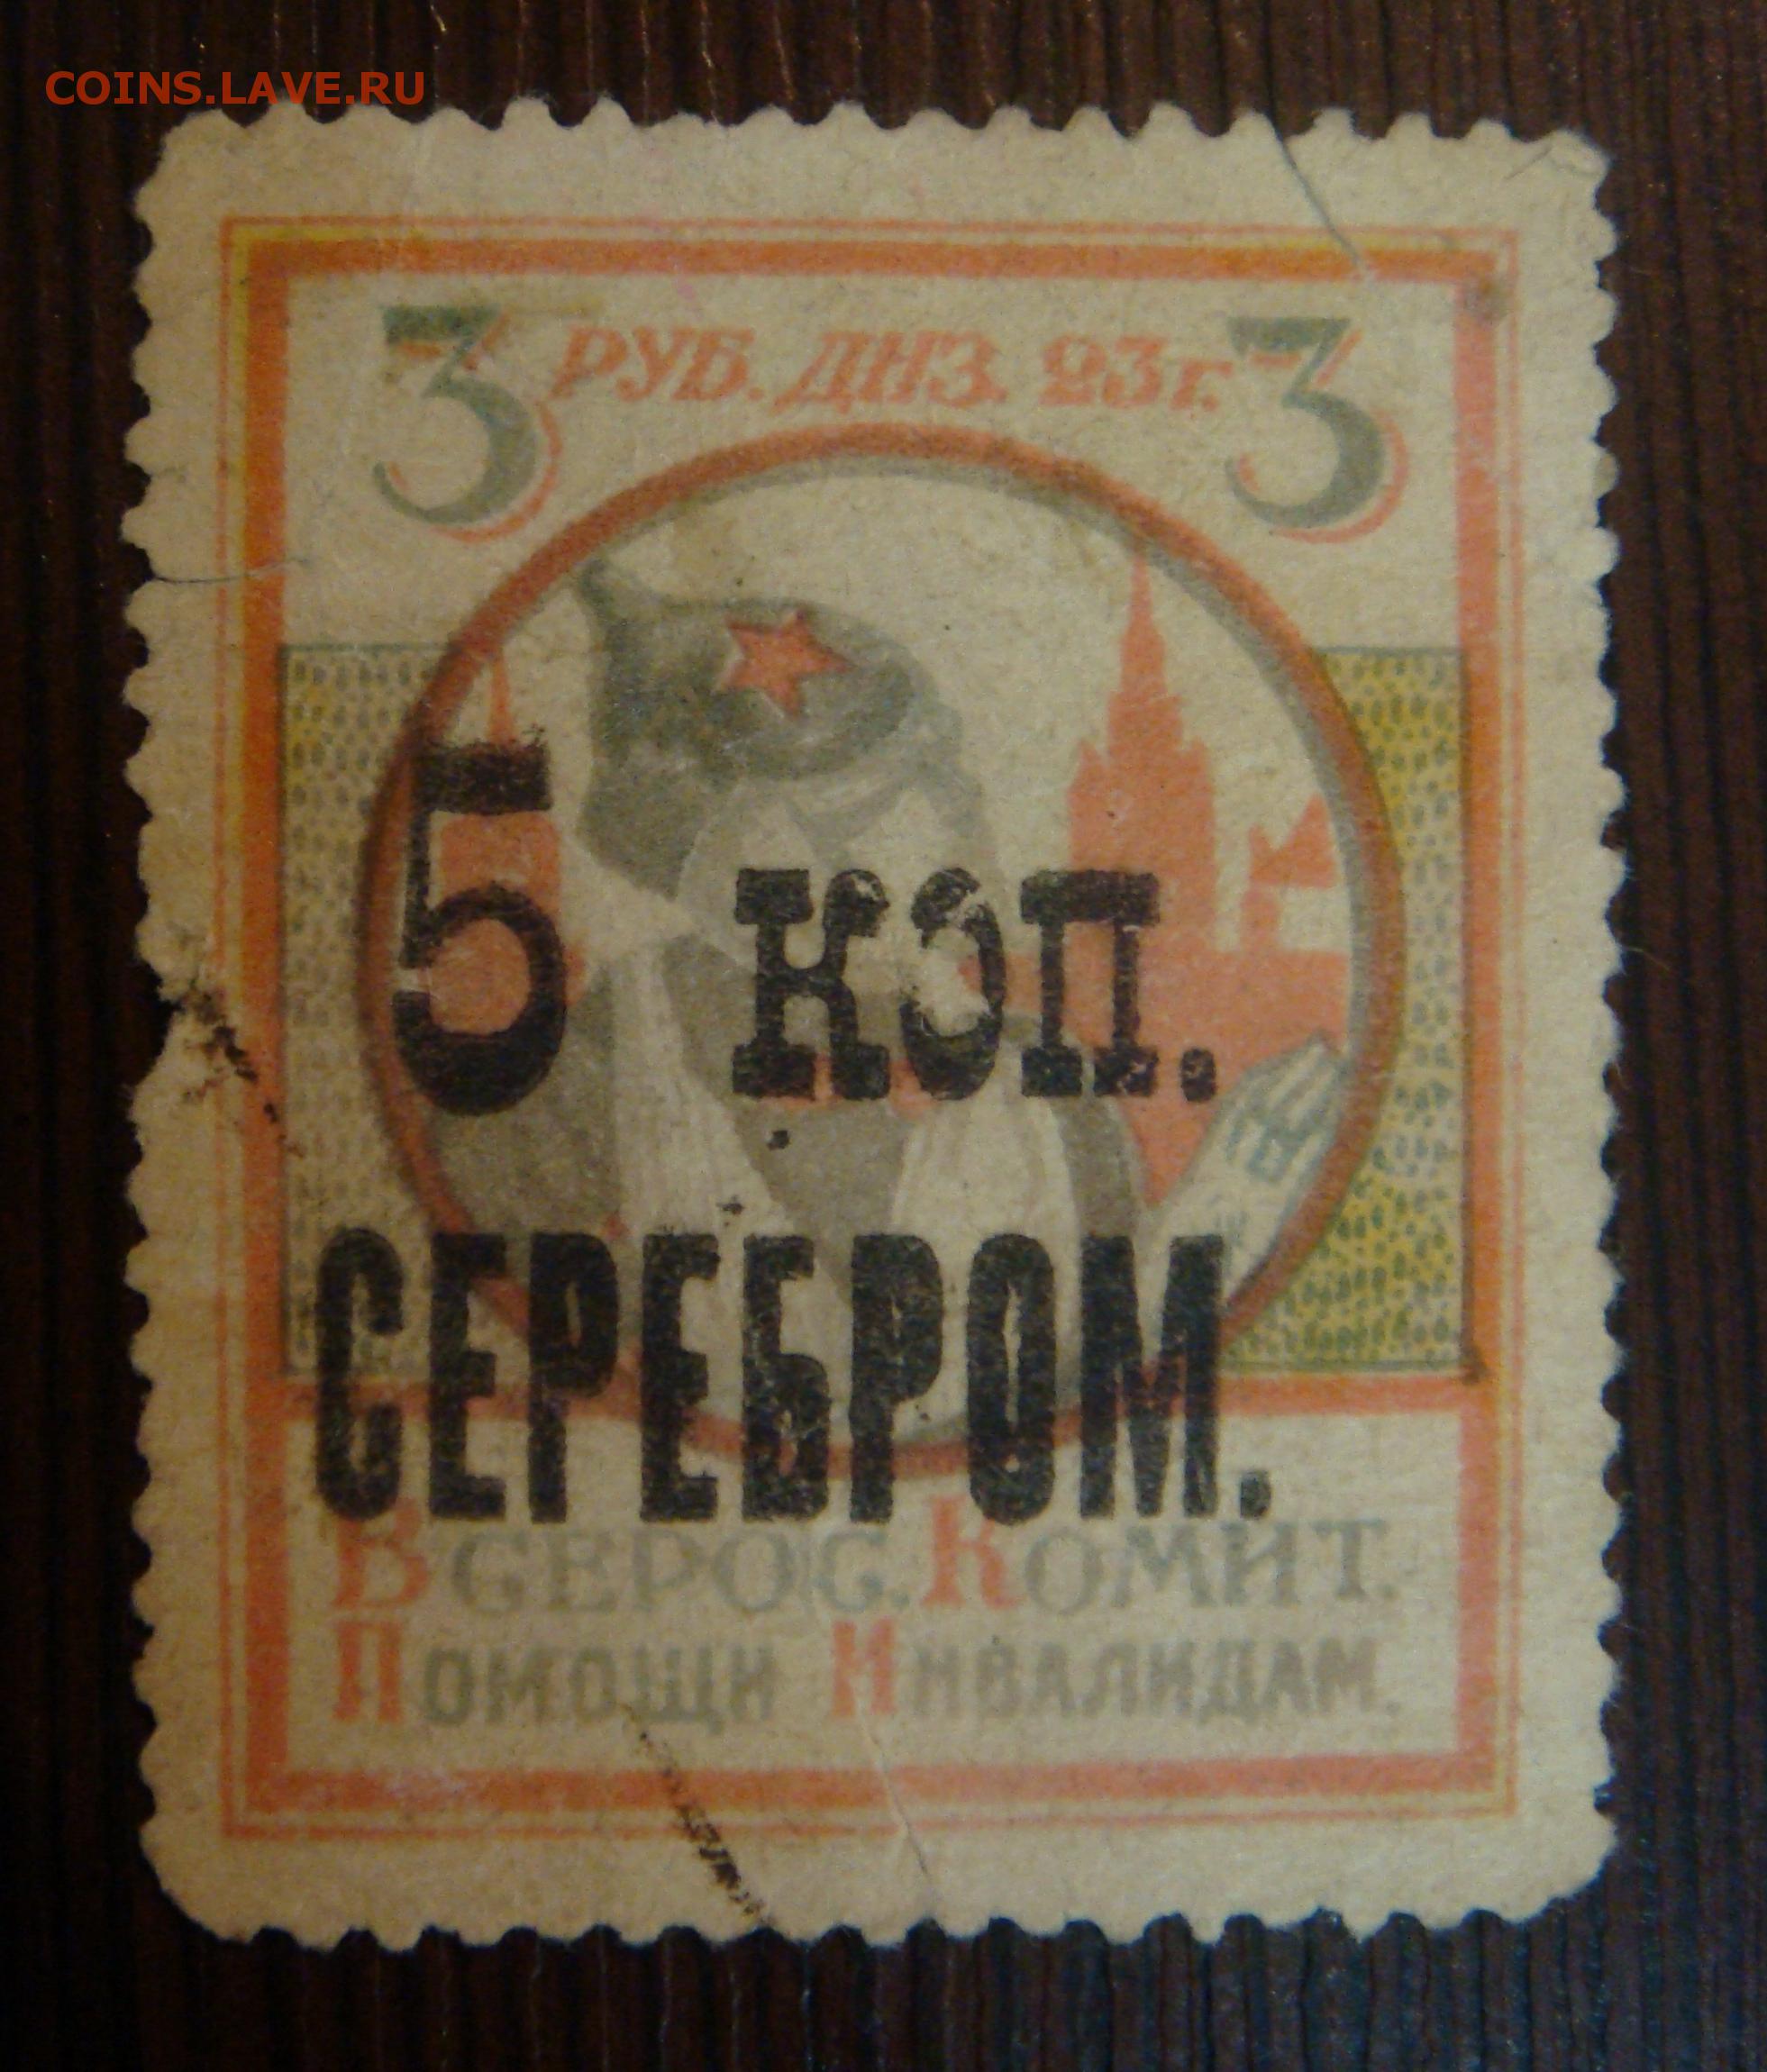 COINS.LAVE.RU
3 РУБ. ДНЗ. 23г. 3
5 КОП.
СЕРЕБРОМ.
ВСЕРОС. КОМИТ.
ПОМОЩИ ИНВАЛИДАМ.